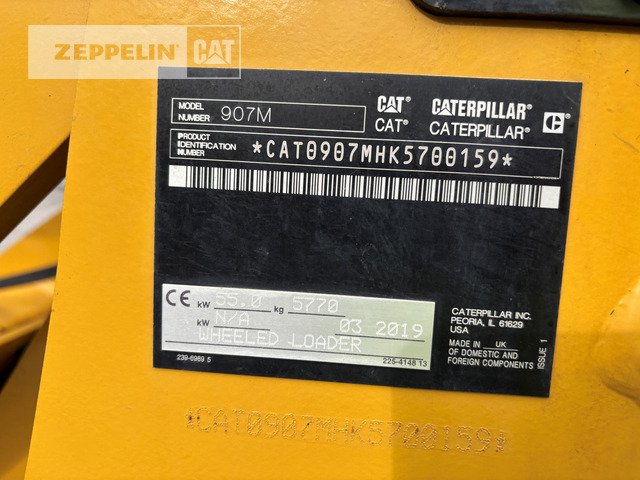 ZEPPELIN CAT
MODEL NUMBER 907M
CAT® CATERPILLAR®
CAT® CATERPILLAR®
PRODUCT IDENTIFICATION NUMBER *CAT0907MHK5700159*
CE kW 55.0 kg 5770
kW N/A 03 2019
WHEELED LOADER
239-6989 5 225-4148 13
CATERPILLAR INC.
PEORIA, IL 61629
USA
MADE IN UK
OF DOMESTIC AND
FOREIGN COMPONENTS
ISSUE 1
*CAT0907MHK5700159*